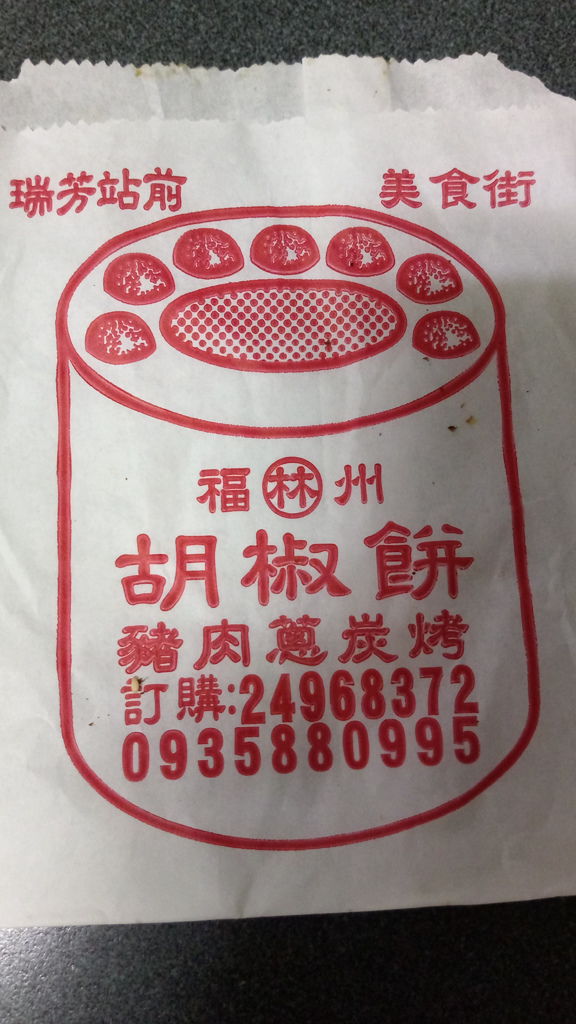 瑞芳站前 美食街
福林州
胡椒餅
豬肉蔥炭烤
訂購:24968372
0935880995